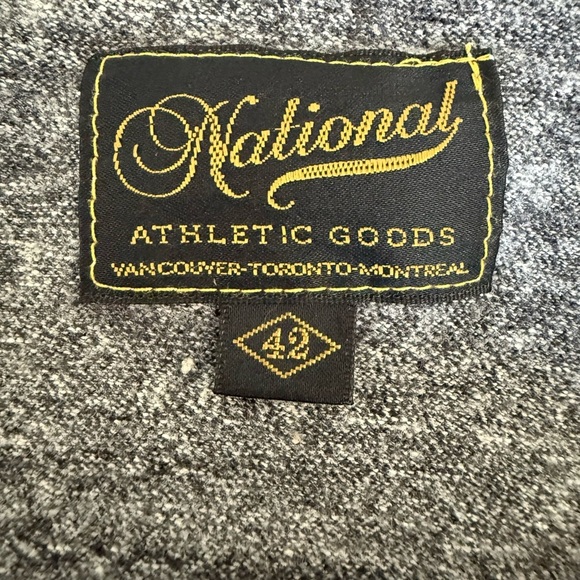 National
ATHLETIC GOODS
VANCOUVER-TORONTO-MONTREAL
42